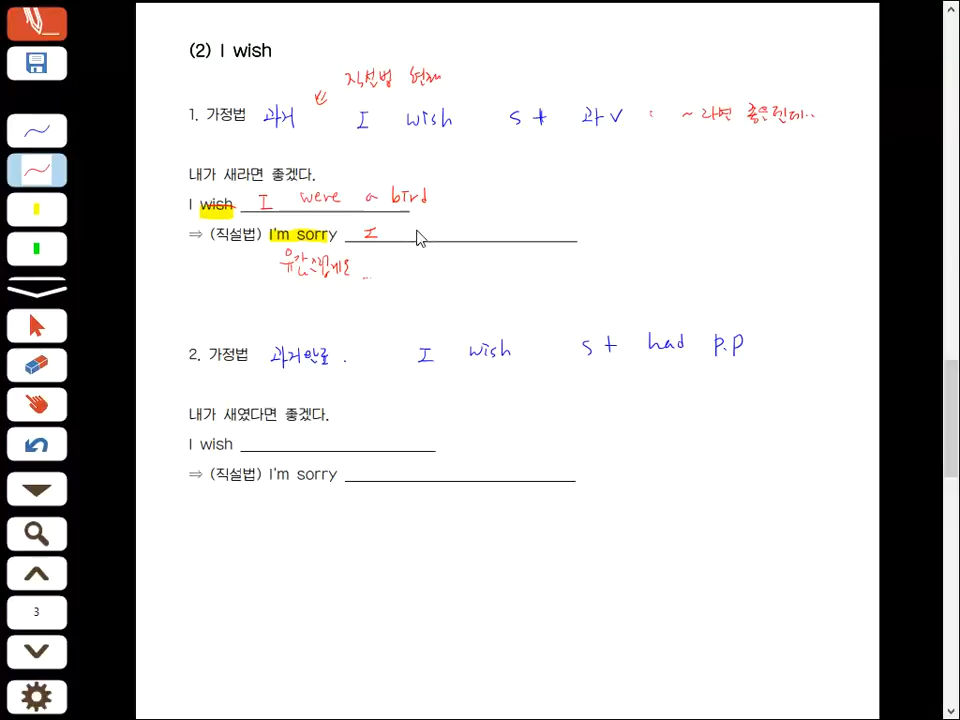 (2) I wish
직설법 현재
1. 가정법 과거 I wish S + 과V : ~라면 좋을텐데..
내가 새라면 좋겠다.
I wish I were a bird
⇒ (직설법) I'm sorry I
유감스럽게도 ...
2. 가정법 과거완료. I wish S + had p.p
내가 새였다면 좋겠다.
I wish
⇒ (직설법) I'm sorry
3